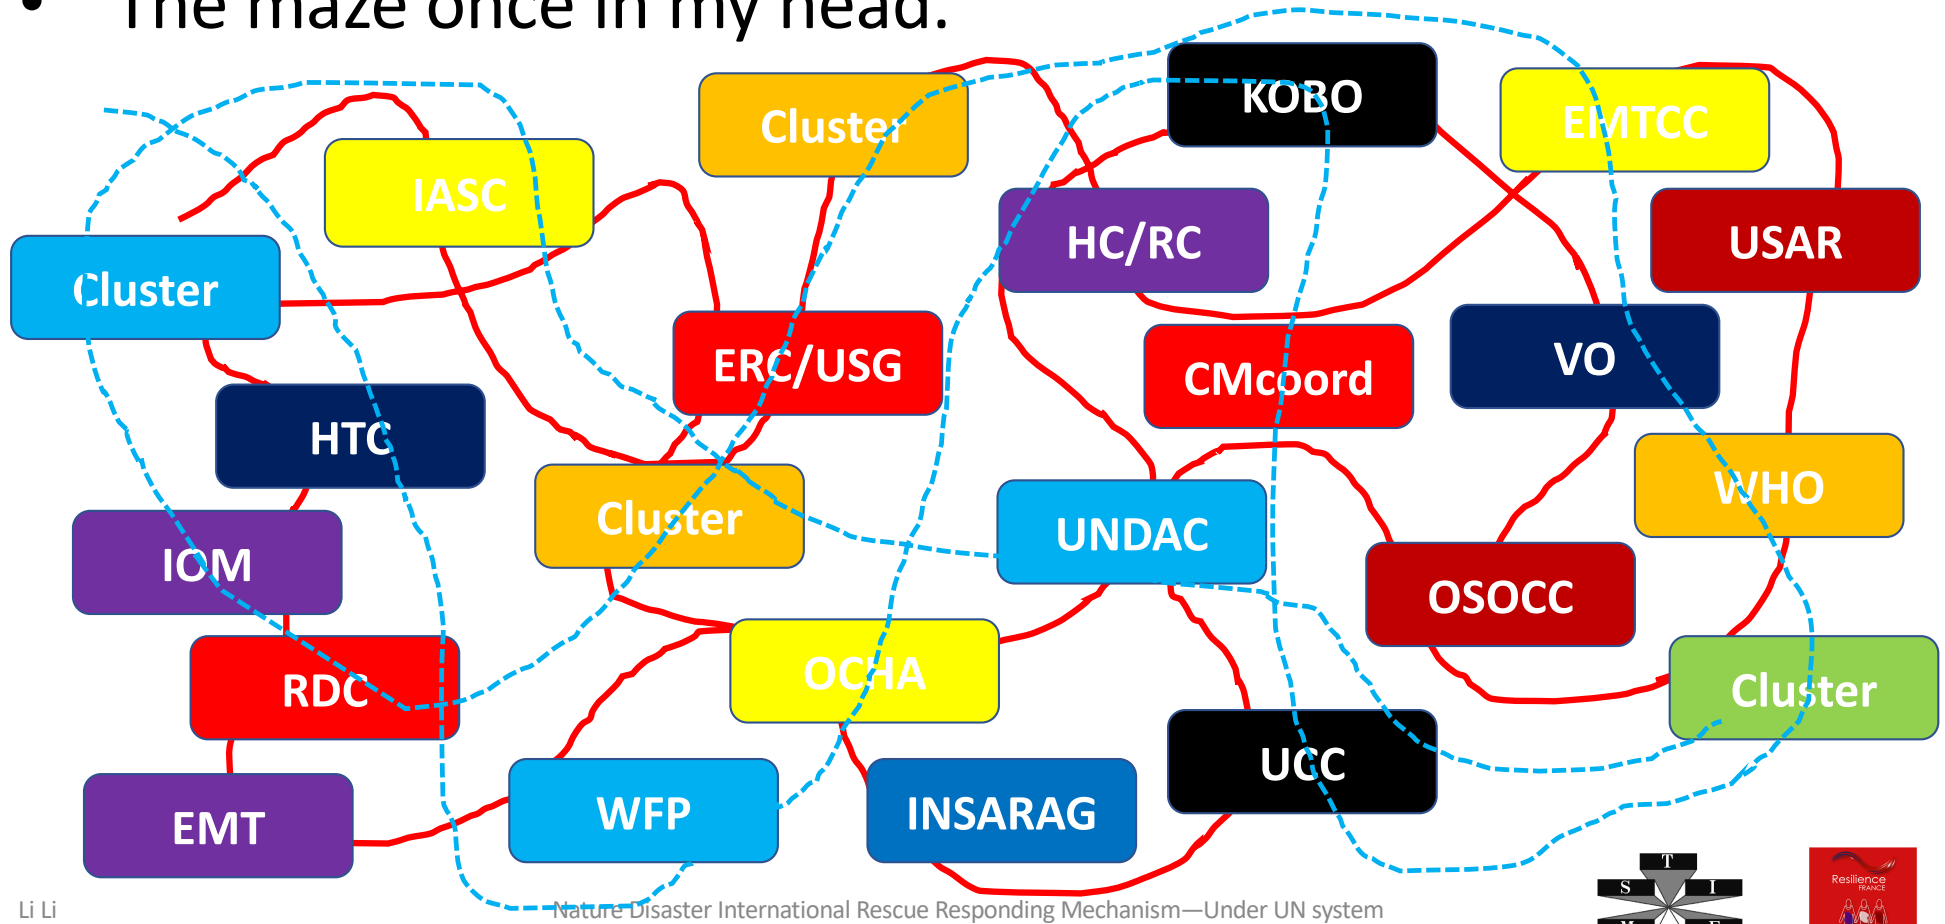 • The maze once in my head.
KOBO
EMTCC
Cluster
IASC
HC/RC
USAR
Cluster
ERC/USG
CMcoord
VO
HTC
WHO
Cluster
UNDAC
IOM
OSOCC
OCHA
RDC
Cluster
UCC
EMT
WFP
INSARAG
T
S I
Resilience
FRANCE
Li Li
Nature Disaster International Rescue Responding Mechanism—Under UN system